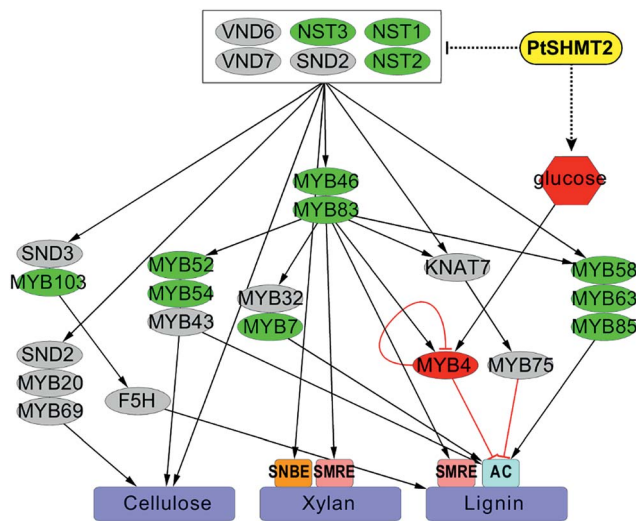 VND6 NST3 NST1
VND7 SND2 NST2
PtSHMT2
glucose
MYB46
MYB83
SND3
MYB103
MYB52
MYB54
MYB43
MYB32
MYB7
KNAT7
MYB58
MYB63
MYB85
SND2
MYB20
MYB69
F5H
MYB4
MYB75
SNBE SMRE SMRE AC
Cellulose Xylan Lignin